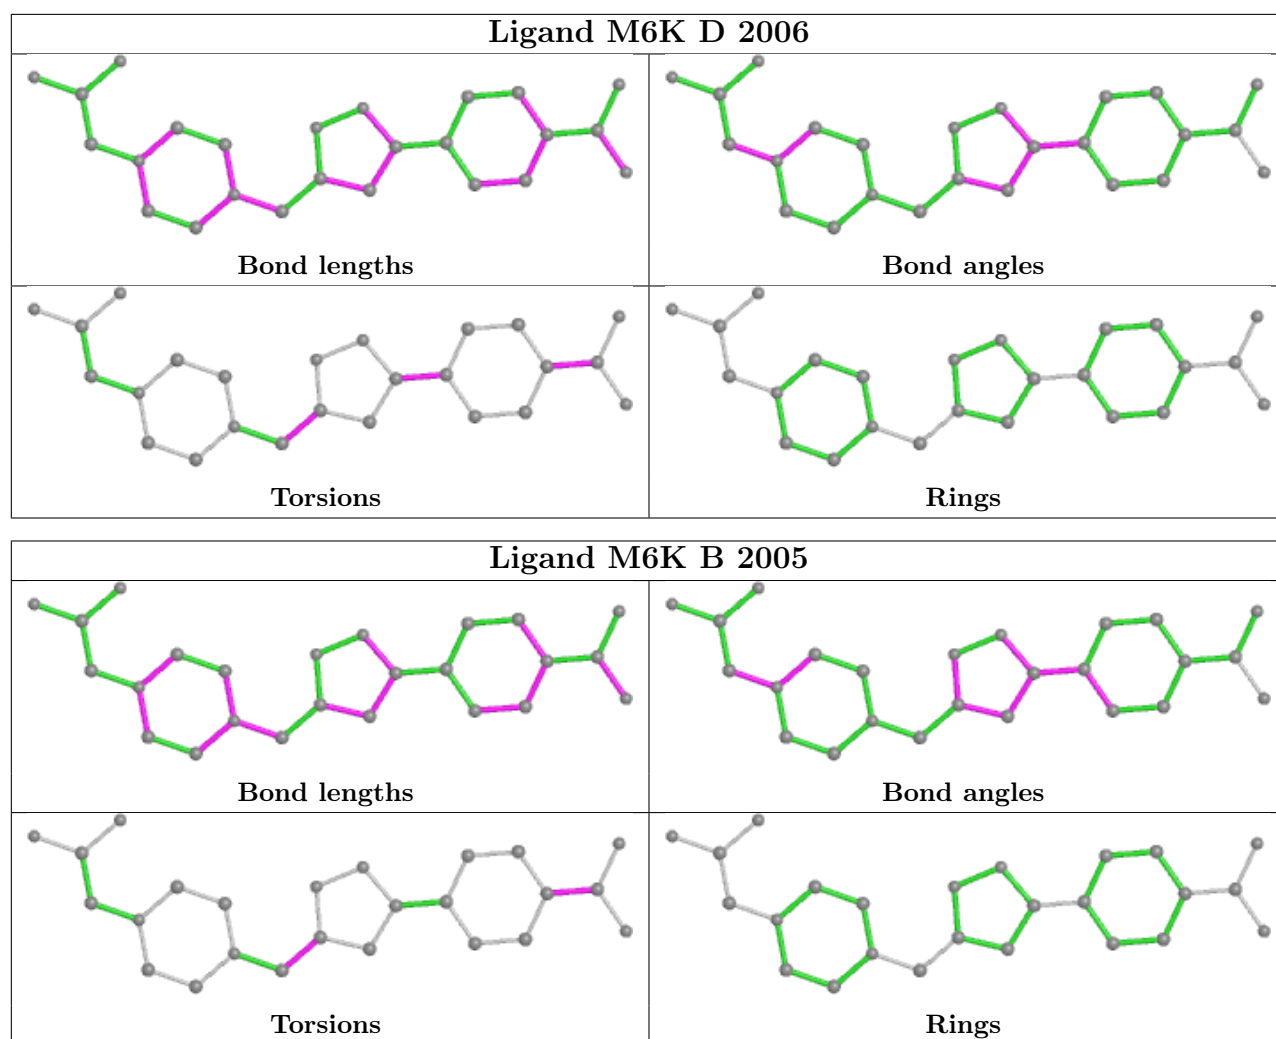 Ligand M6K D 2006
Bond lengths
Bond angles
Torsions
Rings
Ligand M6K B 2005
Bond lengths
Bond angles
Torsions
Rings